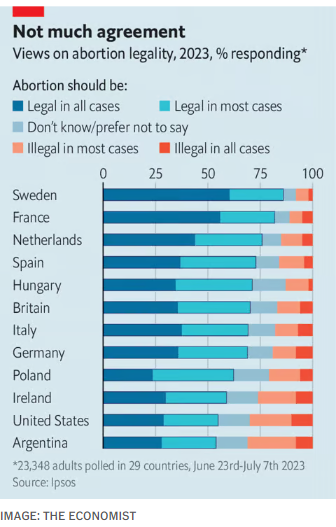 Not much agreement
Views on abortion legality, 2023, % responding*
Abortion should be:
Legal in all cases
Legal in most cases
Don't know/prefer not to say
Illegal in most cases
Illegal in all cases
0 25 50 75 100
Sweden
France
Netherlands
Spain
Hungary
Britain
Italy
Germany
Poland
Ireland
United States
Argentina
*23,348 adults polled in 29 countries, June 23rd-July 7th 2023
Source: Ipsos
IMAGE: THE ECONOMIST